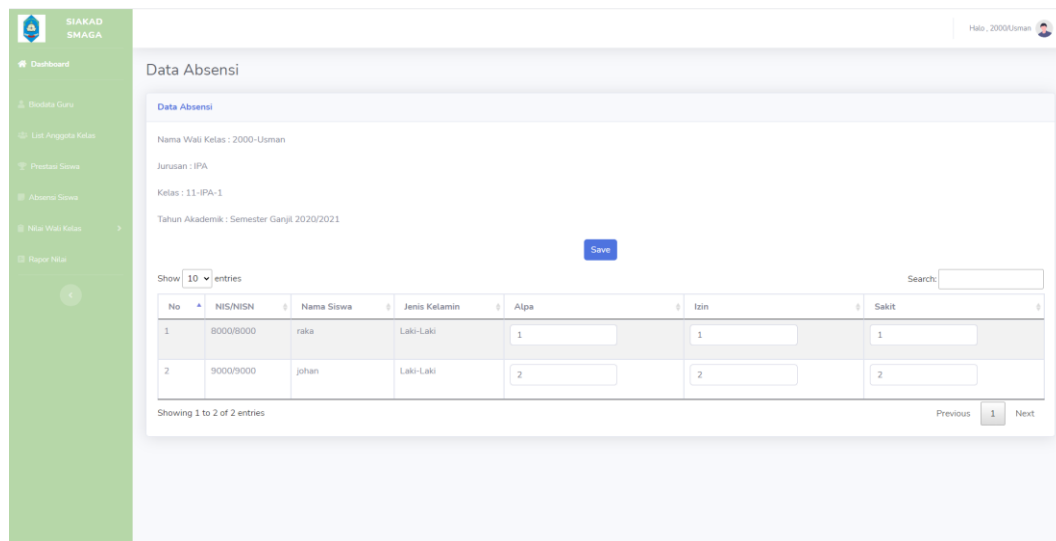 SIAKAD
SMAGA
Halo , 2000/Usman
Dashboard
Biodata Guru
List Anggota Kelas
Prestasi Siswa
Absensi Siswa
Nilai Wali Kelas
Rapor Nilai
Data Absensi
Data Absensi
Nama Wali Kelas : 2000-Usman
Jurusan : IPA
Kelas : 11-IPA-1
Tahun Akademik : Semester Ganjil 2020/2021
Save
Show 10 entries Search:
No NIS/NISN Nama Siswa Jenis Kelamin Alpa Izin Sakit
1 8000/8000 raka Laki-Laki 1 1 1
2 9000/9000 johan Laki-Laki 2 2 2
Showing 1 to 2 of 2 entries Previous 1 Next